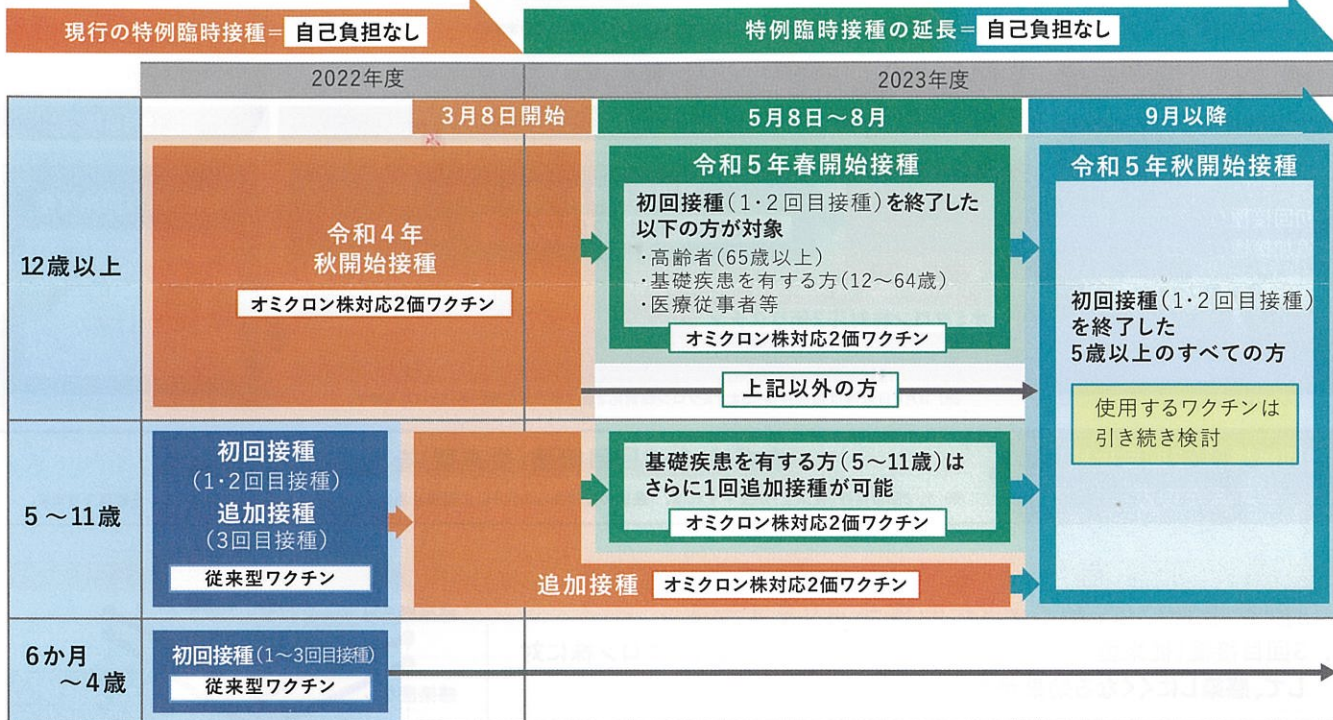 現行の特例臨時接種＝ 自己負担なし
特例臨時接種の延長＝ 自己負担なし
2022年度
2023年度
3月8日開始
5月8日～8月
9月以降
12歳以上
令和4年
秋開始接種
オミクロン株対応2価ワクチン
令和5年春開始接種
初回接種(1・2回目接種)を終了した
以下の方が対象
・高齢者(65歳以上)
・基礎疾患を有する方(12～64歳)
・医療従事者等
オミクロン株対応2価ワクチン
上記以外の方
令和5年秋開始接種
初回接種(1・2回目接種)
を終了した
5歳以上のすべての方
使用するワクチンは
引き続き検討
5～11歳
初回接種
(1・2回目接種)
追加接種
(3回目接種)
従来型ワクチン
基礎疾患を有する方(5～11歳)は
さらに1回追加接種が可能
オミクロン株対応2価ワクチン
追加接種 オミクロン株対応2価ワクチン
6か月
～4歳
初回接種(1～3回目接種)
従来型ワクチン